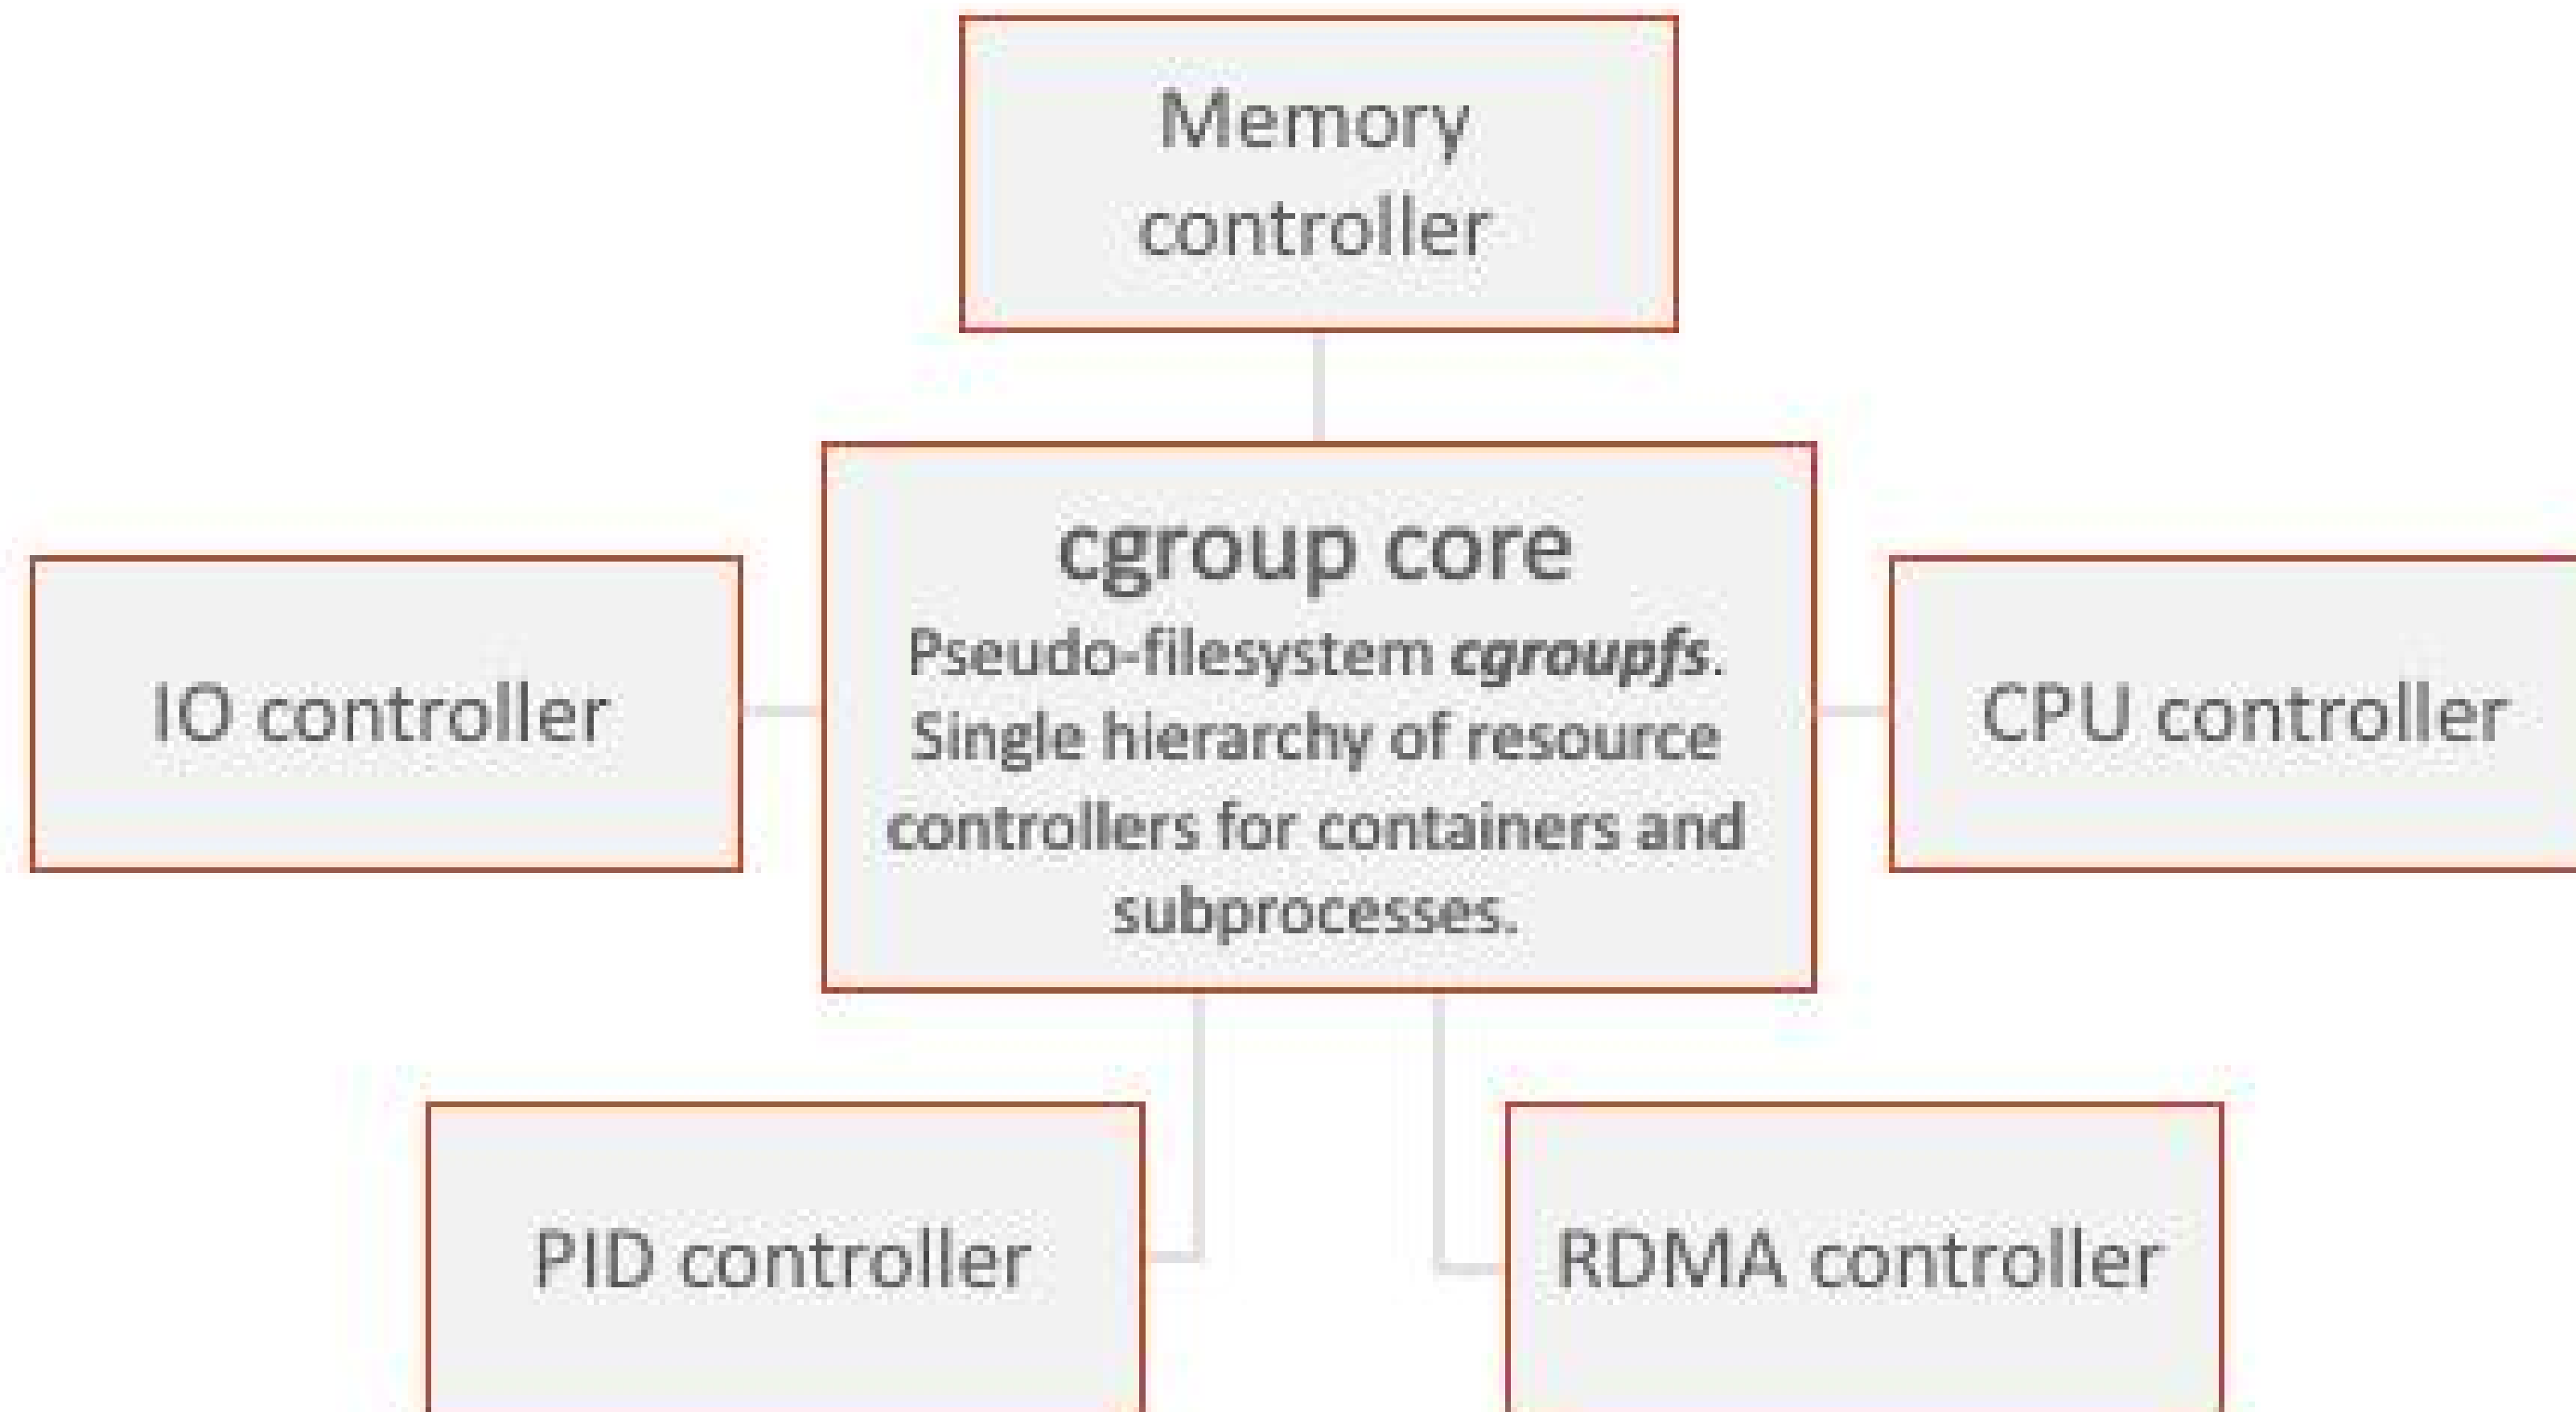 Memory
controller
cgroup core
Pseudo-filesystem cgroupfs.
Single hierarchy of resource
controllers for containers and
subprocesses.
IO controller
CPU controller
PID controller
RDMA controller